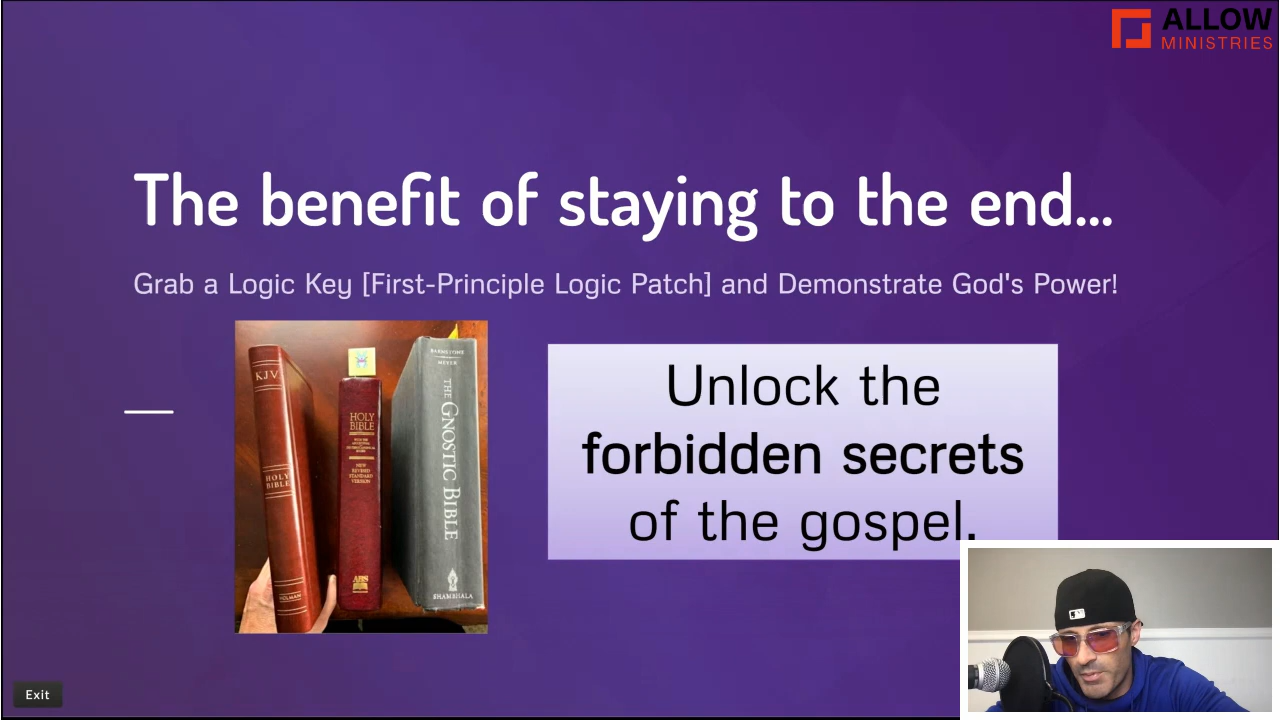 ALLOW
MINISTRIES
The benefit of staying to the end...
Grab a Logic Key [First-Principle Logic Patch] and Demonstrate God's Power!
KJV
HOLY
BIBLE
HOLMAN
HOLY
BIBLE
NEW
REVISED
STANDARD
VERSION
ABS
BARNSTONE
MEYER
THE GNOSTIC BIBLE
SHAMBHALA
Unlock the
forbidden secrets
of the gospel.
Exit